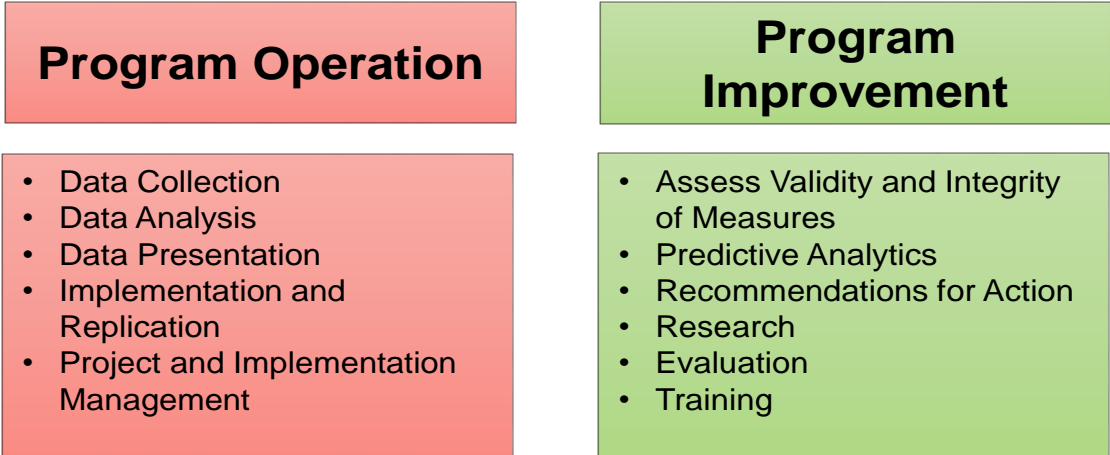 Program Operation
• Data Collection
• Data Analysis
• Data Presentation
• Implementation and
Replication
• Project and Implementation
Management
Program
Improvement
• Assess Validity and Integrity
of Measures
• Predictive Analytics
• Recommendations for Action
• Research
• Evaluation
• Training